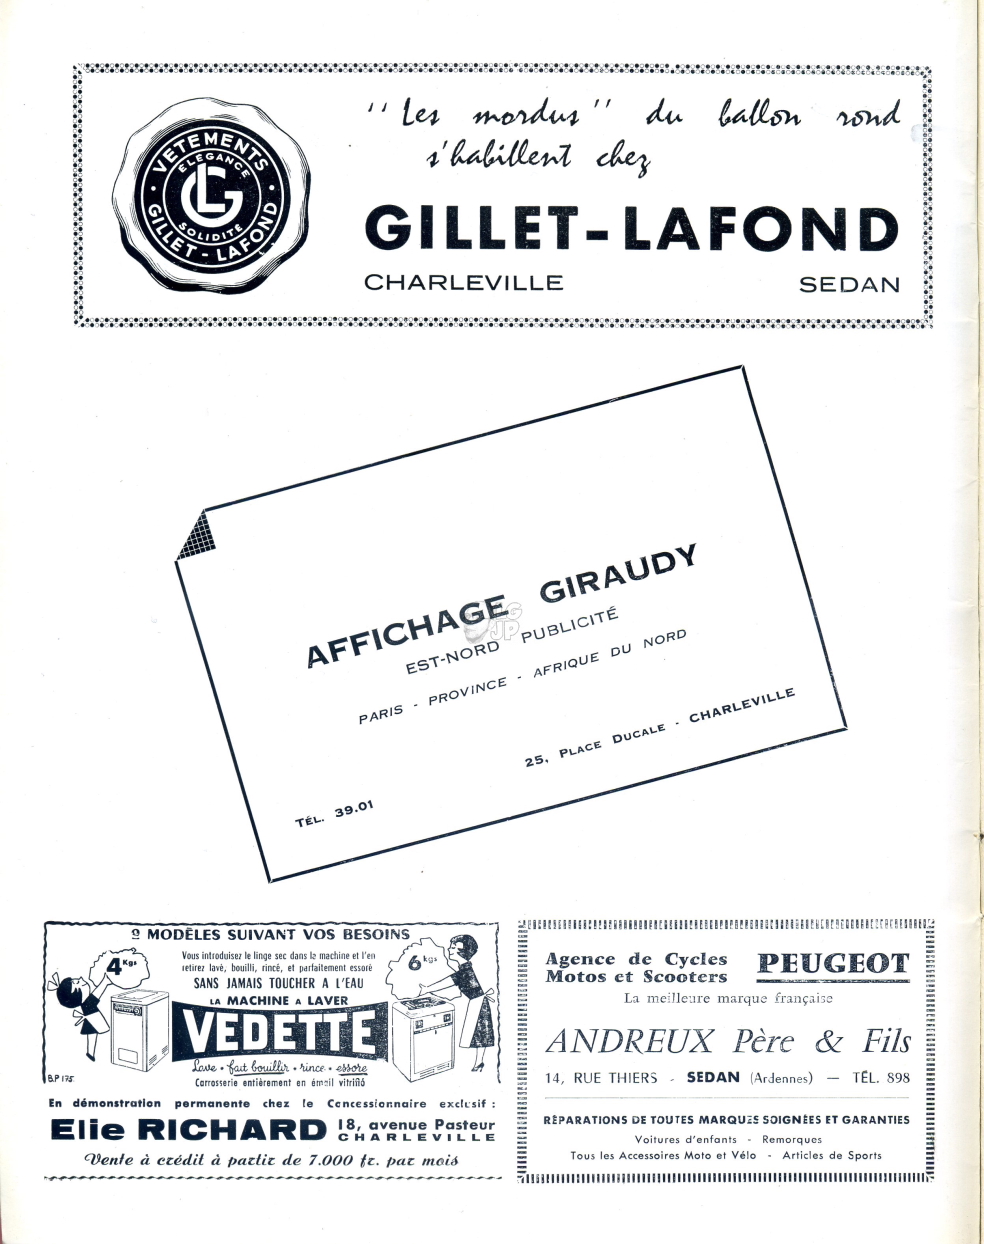 VETEMENTS
ELEGANCE
LG
SOLIDITE
GILLET - LAFOND
"Les mordus" du ballon rond
s'habillent chez
GILLET-LAFOND
CHARLEVILLE SEDAN
AFFICHAGE GIRAUDY
EST-NORD PUBLICITÉ
PARIS - PROVINCE - AFRIQUE DU NORD
25, PLACE DUCALE - CHARLEVILLE
TÉL. 39.01
JP
2 MODÈLES SUIVANT VOS BESOINS
4 Kgs
Vous introduisez le linge sec dans la machine et l'en
retirez lavé, bouilli, rincé, et parfaitement essoré
SANS JAMAIS TOUCHER A L'EAU
6 kgs
LA MACHINE A LAVER
VEDETTE
Lave • fait bouillir • rince • essore
Carrosserie entièrement en émail vitrifié
B.P 175
En démonstration permanente chez le Concessionnaire exclusif :
Elie RICHARD 18, avenue Pasteur
CHARLEVILLE
Vente à crédit à partir de 7.000 fr. par mois
Agence de Cycles
Motos et Scooters
PEUGEOT
La meilleure marque française
ANDREUX Père & Fils
14, RUE THIERS - SEDAN (Ardennes) — TÉL. 898
RÉPARATIONS DE TOUTES MARQUES SOIGNÉES ET GARANTIES
Voitures d'enfants - Remorques
Tous les Accessoires Moto et Vélo - Articles de Sports